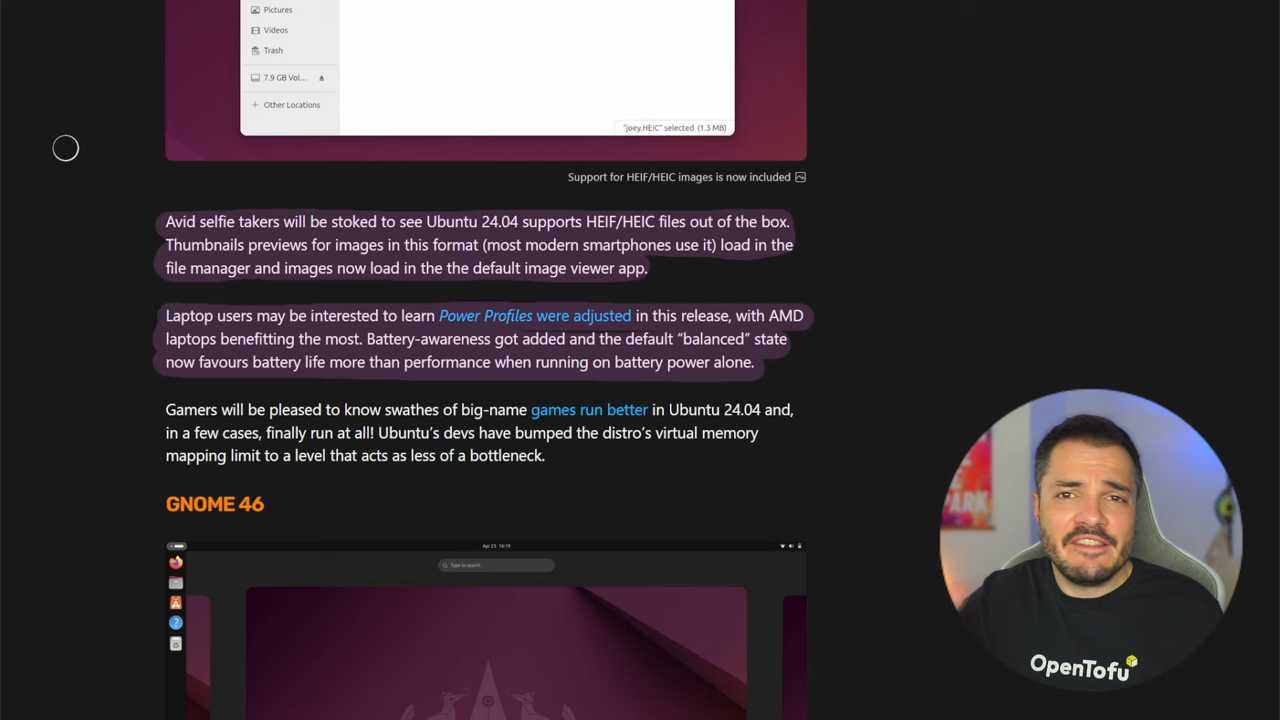 Pictures
Videos
Trash
7.9 GB Vol...
Other Locations
"joey.HEIC" selected (1.3 MB)
Support for HEIF/HEIC images is now included
Avid selfie takers will be stoked to see Ubuntu 24.04 supports HEIF/HEIC files out of the box.
Thumbnails previews for images in this format (most modern smartphones use it) load in the
file manager and images now load in the the default image viewer app.
Laptop users may be interested to learn Power Profiles were adjusted in this release, with AMD
laptops benefitting the most. Battery-awareness got added and the default “balanced” state
now favours battery life more than performance when running on battery power alone.
Gamers will be pleased to know swathes of big-name games run better in Ubuntu 24.04 and,
in a few cases, finally run at all! Ubuntu’s devs have bumped the distro’s virtual memory
mapping limit to a level that acts as less of a bottleneck.
GNOME 46
Type to search
PARK
OpenTofu